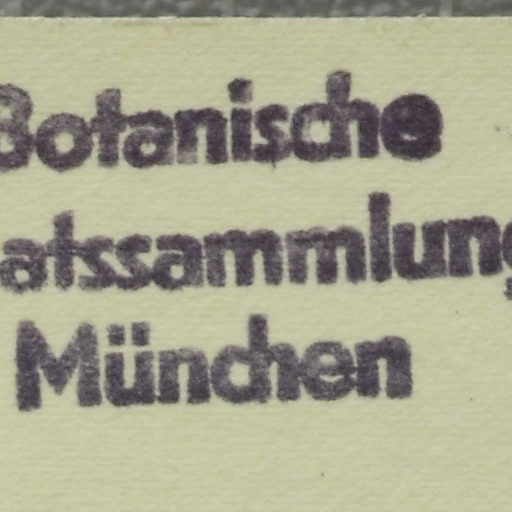 Botanische
atssammlung
München